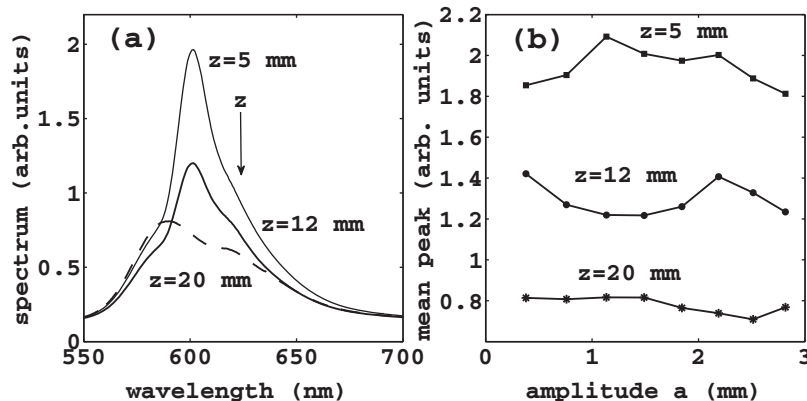 (a)
z=5 mm
z
z=12 mm
z=20 mm
2
1.5
1
0.5
0
550
600
650
700
spectrum (arb.units)
wavelength (nm)
(b)
z=5 mm
z=12 mm
z=20 mm
2.2
2
1.8
1.6
1.4
1.2
1
0.8
0
1
2
3
mean peak (arb. units)
amplitude a (mm)